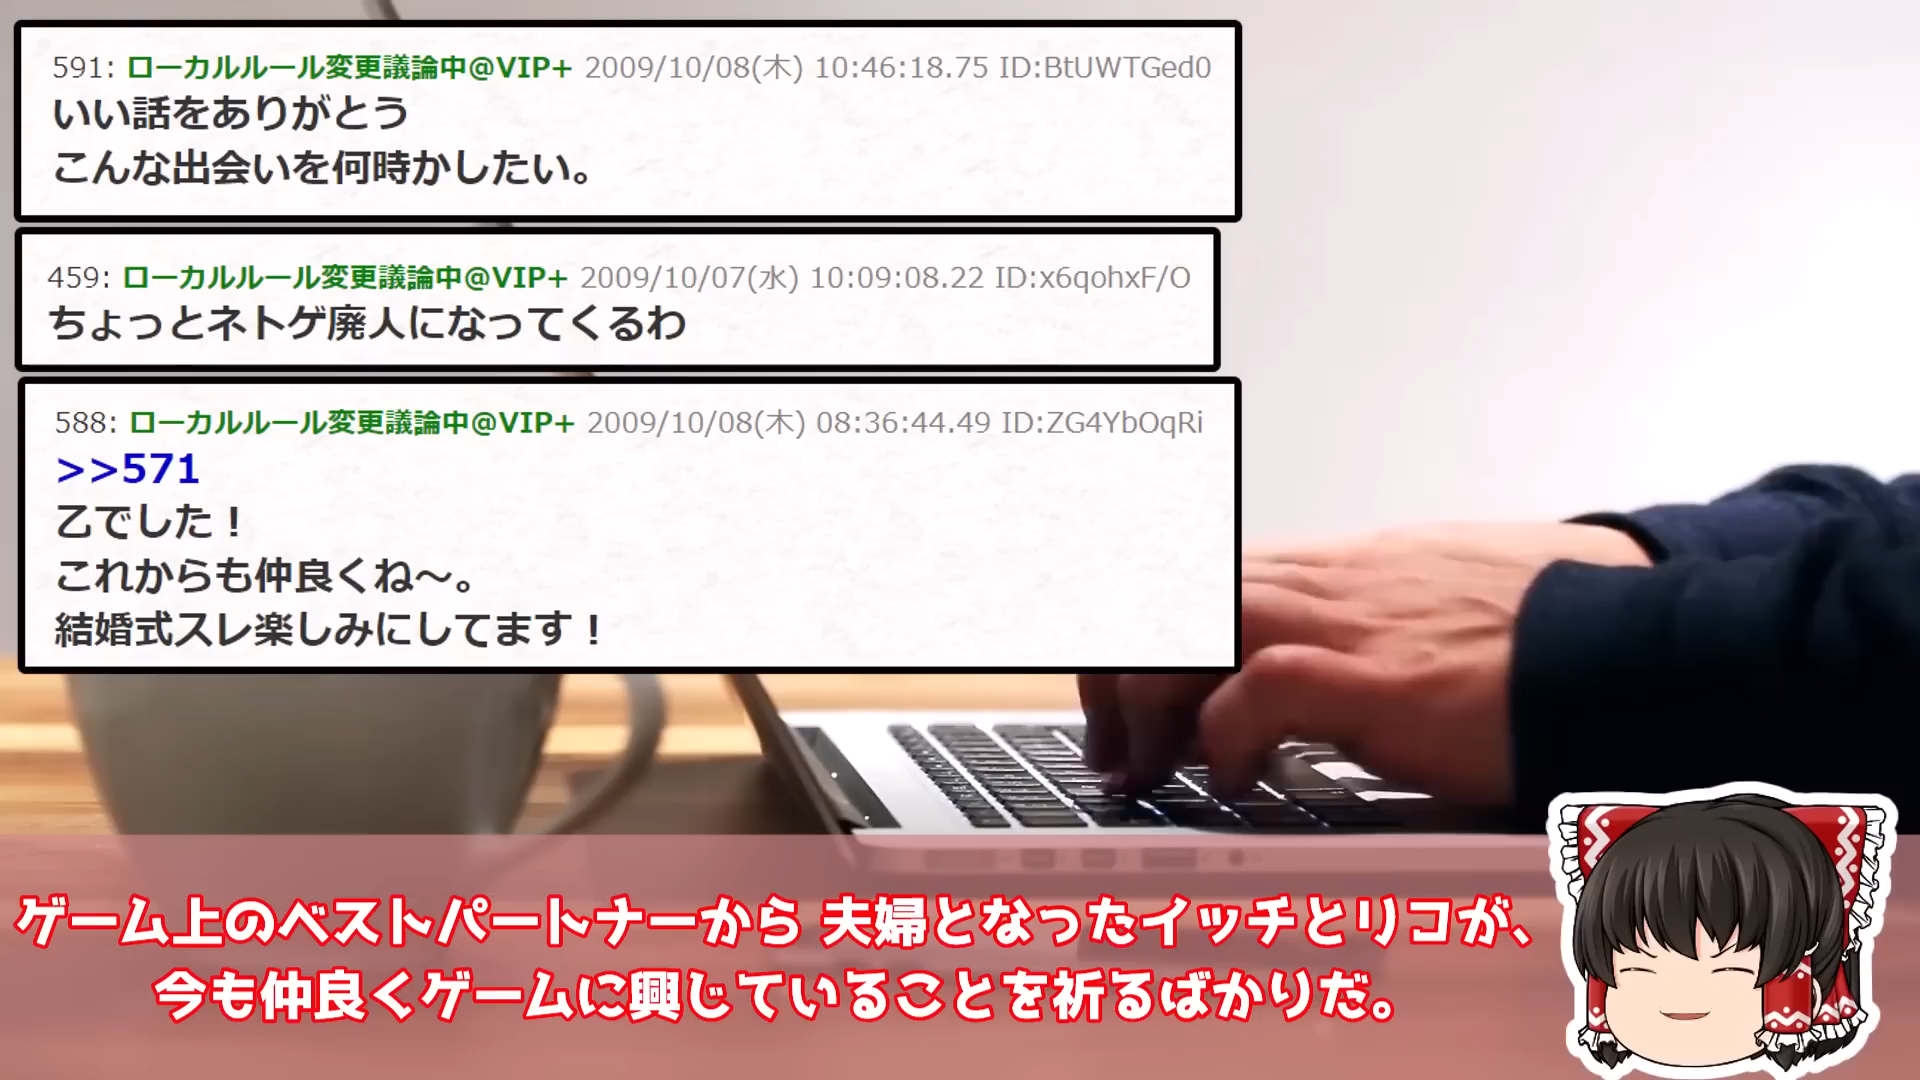 591: ローカルルール変更議論中@VIP+ 2009/10/08(木) 10:46:18.75 ID:BtUWTGed0
いい話をありがとう
こんな出会いを何時かしたい。
459: ローカルルール変更議論中@VIP+ 2009/10/07(水) 10:09:08.22 ID:x6qohxF/O
ちょっとネトゲ廃人になってくるわ
588: ローカルルール変更議論中@VIP+ 2009/10/08(木) 08:36:44.49 ID:ZG4YbOqRi
>>571
乙でした！
これからも仲良くね～。
結婚式スレ楽しみにしてます！
ゲーム上のベストパートナーから 夫婦となったイッチとリコが、
今も仲良くゲームに興じていることを祈るばかりだ。